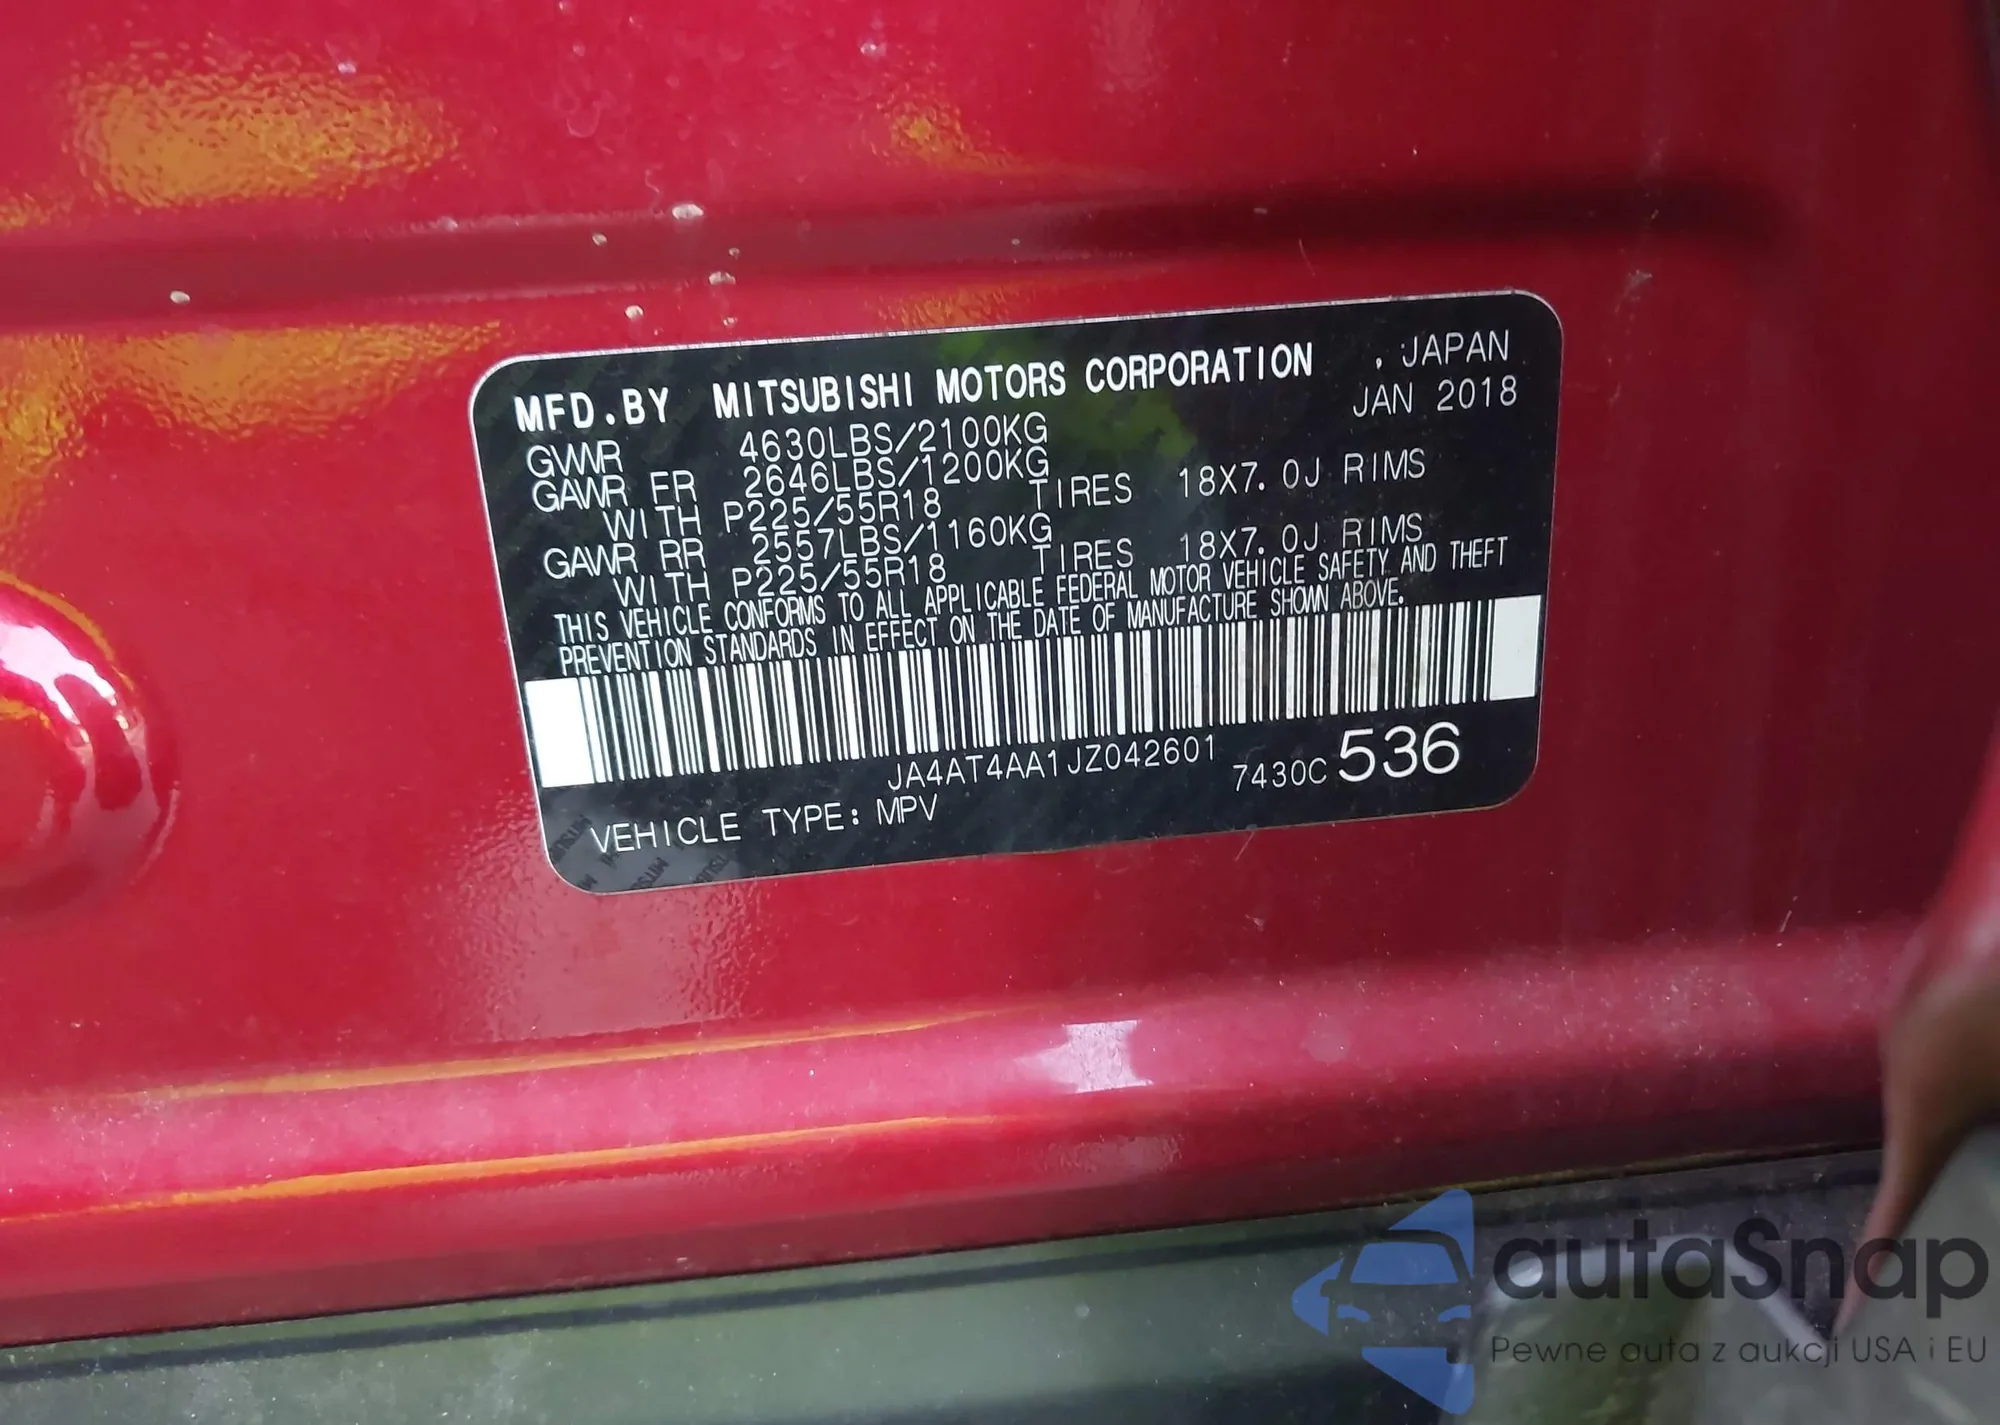 MFD.BY MITSUBISHI MOTORS CORPORATION , JAPAN
JAN 2018
GVWR 4630LBS/2100KG
GAWR FR 2646LBS/1200KG
WITH P225/55R18 TIRES 18X7.0J RIMS
GAWR RR 2557LBS/1160KG
WITH P225/55R18 TIRES 18X7.0J RIMS
THIS VEHICLE CONFORMS TO ALL APPLICABLE FEDERAL MOTOR VEHICLE SAFETY AND THEFT
PREVENTION STANDARDS IN EFFECT ON THE DATE OF MANUFACTURE SHOWN ABOVE.
JA4AT4AA1JZ042601 7430C 536
VEHICLE TYPE: MPV
autaSnap
Pewne auta z aukcji USA i EU